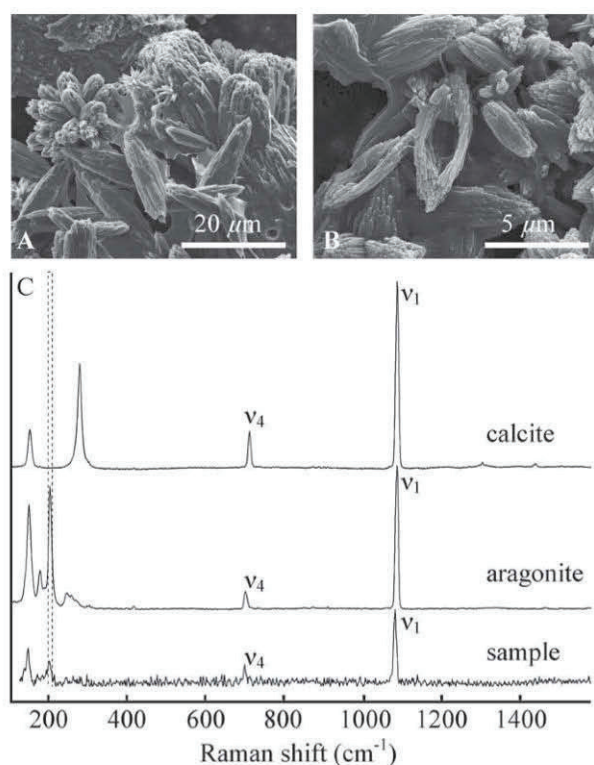 A
20 µm
B
5 µm
C
ν1
ν4
calcite
ν1
ν4
aragonite
ν1
ν4
sample
200 400 600 800 1000 1200 1400
Raman shift (cm-1)